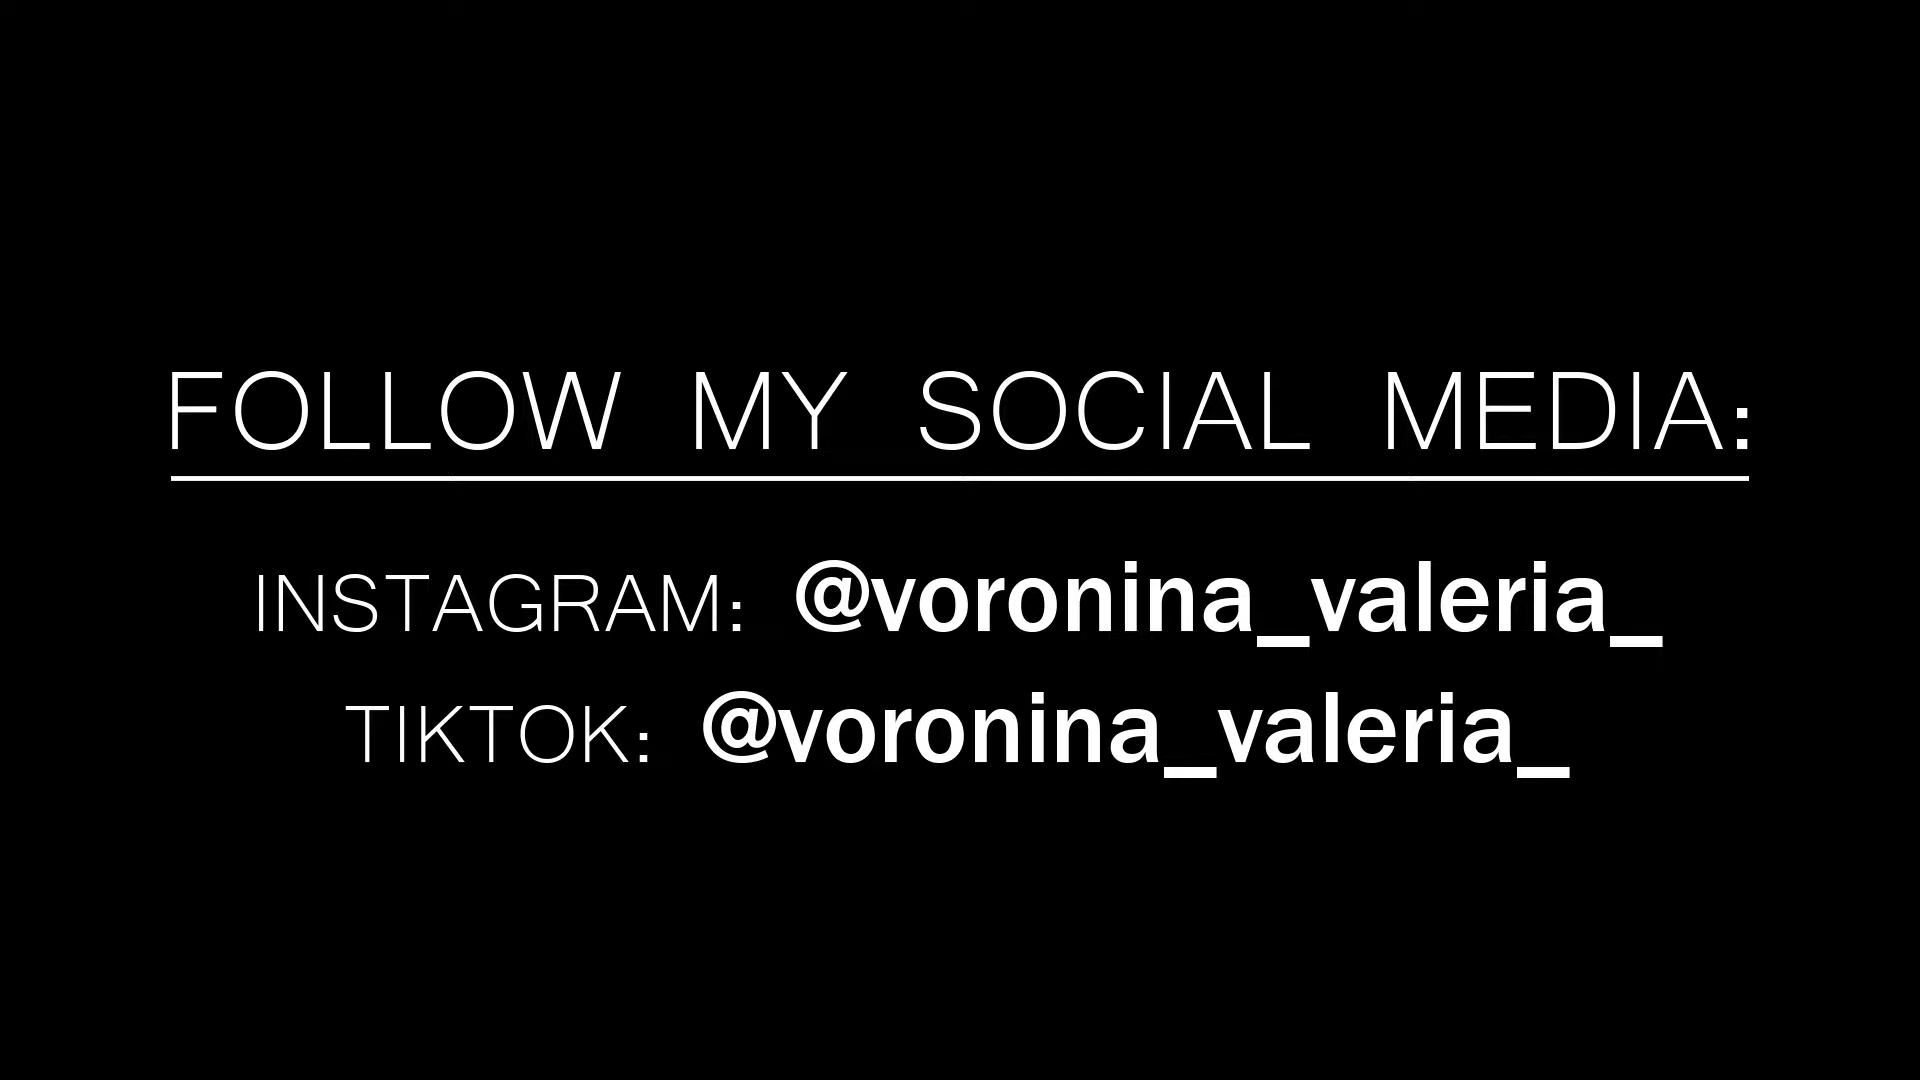 FOLLOW MY SOCIAL MEDIA:
INSTAGRAM: @voronina_valeria_
TIKTOK: @voronina_valeria_